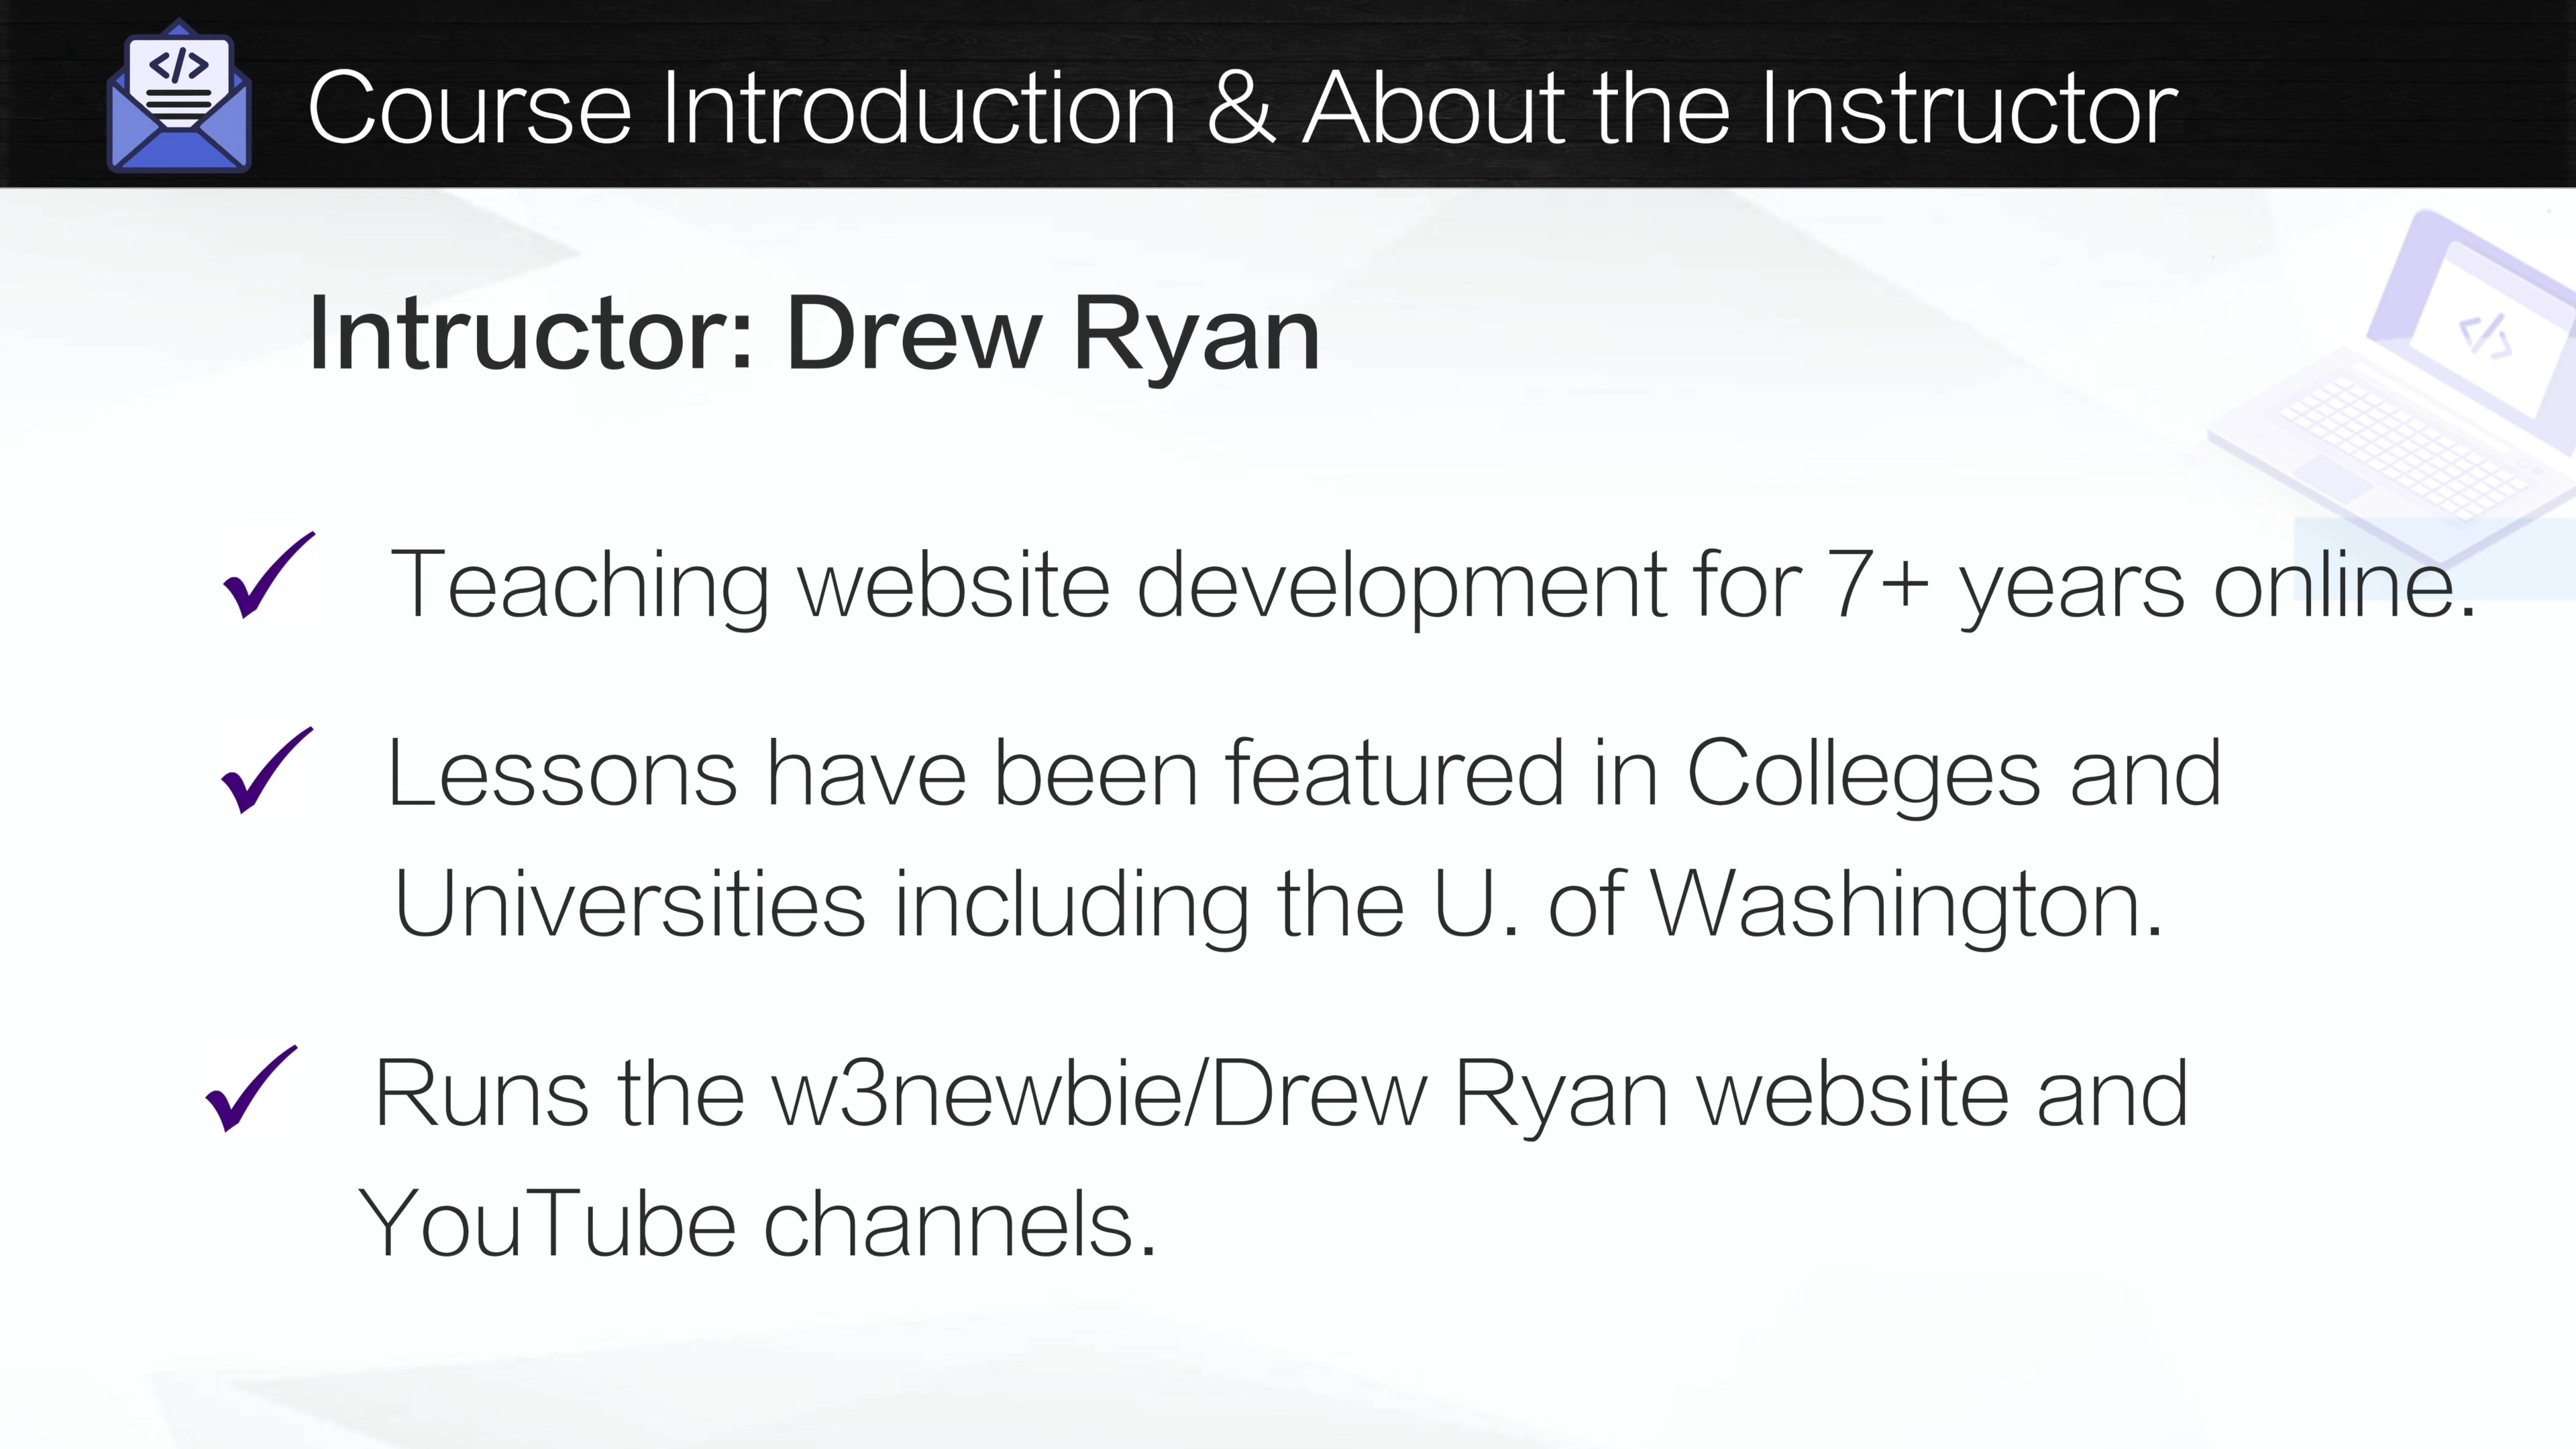 </>
Course Introduction & About the Instructor
</>
Intructor: Drew Ryan
Teaching website development for 7+ years online.
Lessons have been featured in Colleges and
Universities including the U. of Washington.
Runs the w3newbie/Drew Ryan website and
YouTube channels.